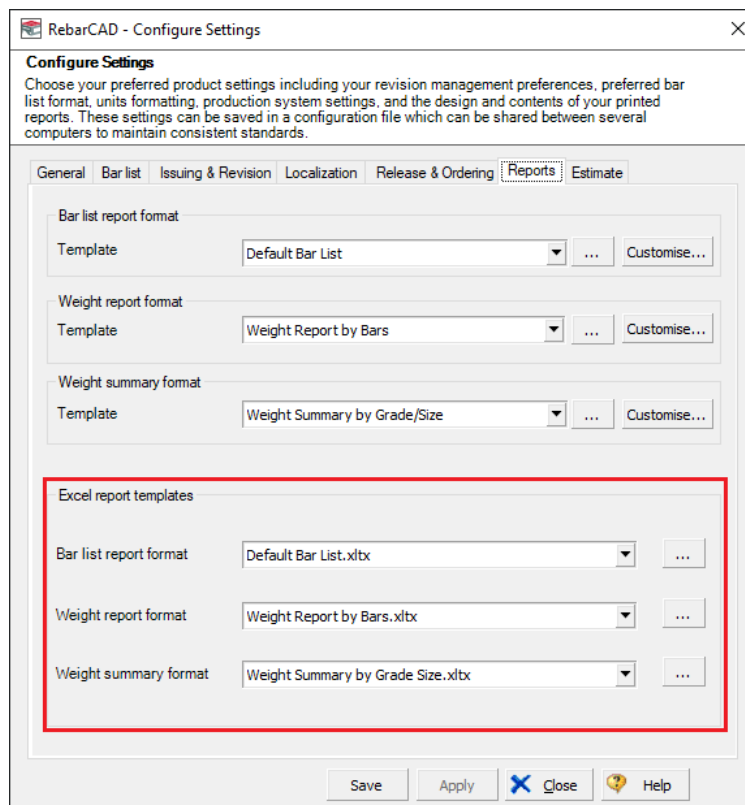 RebarCAD - Configure Settings
Configure Settings
Choose your preferred product settings including your revision management preferences, preferred bar
list format, units formatting, production system settings, and the design and contents of your printed
reports. These settings can be saved in a configuration file which can be shared between several
computers to maintain consistent standards.
General Bar list Issuing & Revision Localization Release & Ordering Reports Estimate
Bar list report format
Template Default Bar List ... Customise...
Weight report format
Template Weight Report by Bars ... Customise...
Weight summary format
Template Weight Summary by Grade/Size ... Customise...
Excel report templates
Bar list report format Default Bar List.xltx ...
Weight report format Weight Report by Bars.xltx ...
Weight summary format Weight Summary by Grade Size.xltx ...
Save Apply Close Help